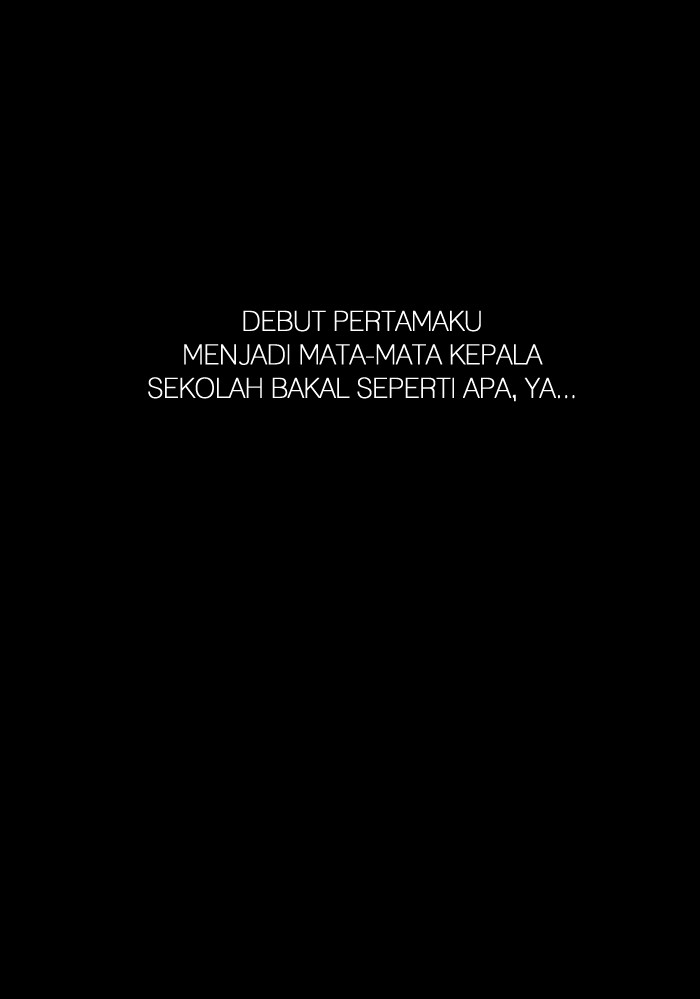 DEBUT PERTAMAKU
MENJADI MATA-MATA KEPALA
SEKOLAH BAKAL SEPERTI APA, YA...